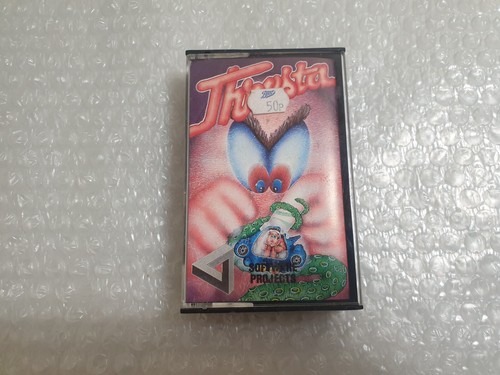 Thrusta
50p
SOFTWARE
PROJECTS